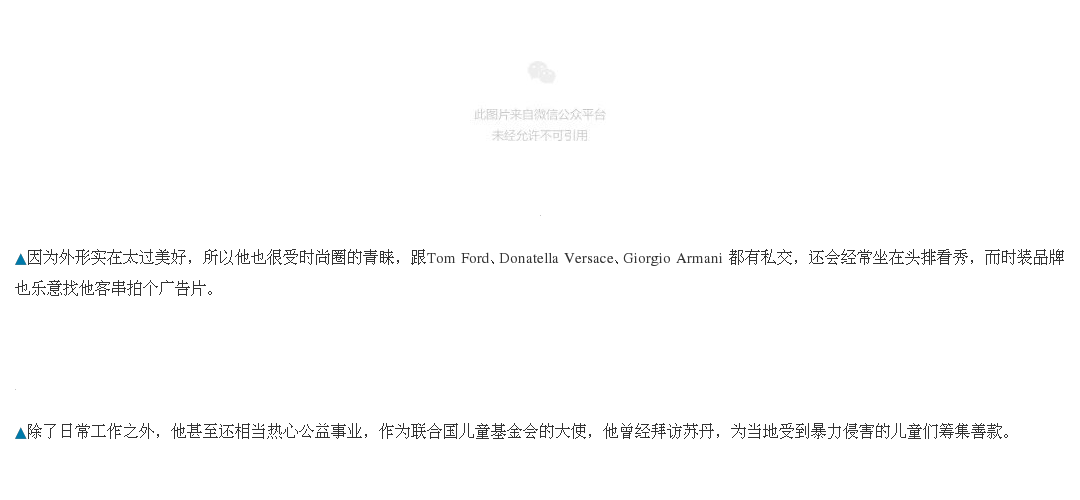 此图片来自微信公众平台
未经允许不可引用
▲因为外形实在太过美好，所以他也很受时尚圈的青睐，跟Tom Ford、Donatella Versace、Giorgio Armani 都有私交，还会经常坐在头排看秀，而时装品牌
也乐意找他客串拍个广告片。
▲除了日常工作之外，他甚至还相当热心公益事业，作为联合国儿童基金会的大使，他曾经拜访苏丹，为当地受到暴力侵害的儿童们筹集善款。